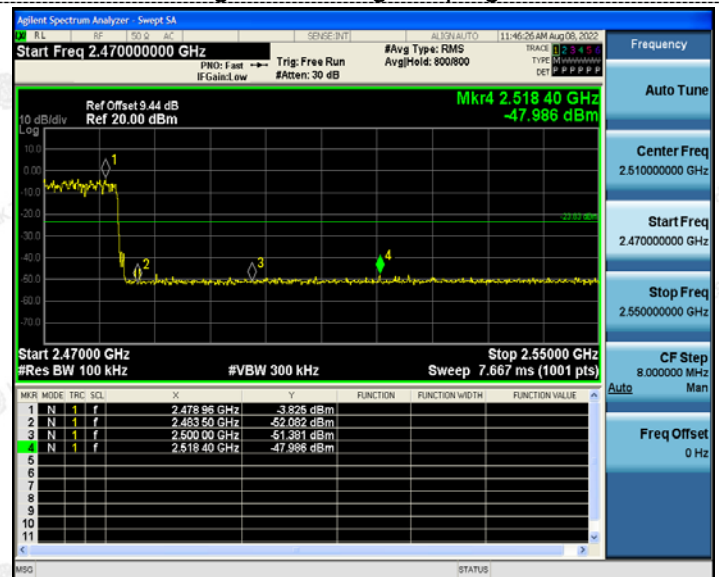 Agilent Spectrum Analyzer - Swept SA
RL RF 50 Ω AC SENSE:INT ALIGNAUTO 11:46:26 AM Aug 08, 2022
Start Freq 2.470000000 GHz
PNO: Fast
IFGain:Low
Trig: Free Run
#Atten: 30 dB
#Avg Type: RMS
Avg|Hold: 800/800
TRACE 1 2 3 4 5 6
TYPE M W W W W W
DET P P P P P P
Ref Offset 9.44 dB
10 dB/div Ref 20.00 dBm
Log
Mkr4 2.518 40 GHz
-47.986 dBm
10.0
0.00
-10.0
-20.0
-30.0
-40.0
-50.0
-60.0
-70.0
1
2
3
4
-23.83 dBm
Start 2.47000 GHz Stop 2.55000 GHz
#Res BW 100 kHz #VBW 300 kHz Sweep 7.667 ms (1001 pts)
MKR MODE TRC SCL X Y FUNCTION FUNCTION WIDTH FUNCTION VALUE
1 N 1 f 2.478 96 GHz -3.825 dBm
2 N 1 f 2.483 50 GHz -52.082 dBm
3 N 1 f 2.500 00 GHz -51.381 dBm
4 N 1 f 2.518 40 GHz -47.986 dBm
5
6
7
8
9
10
11
MSG STATUS
Frequency
Auto Tune
Center Freq
2.510000000 GHz
Start Freq
2.470000000 GHz
Stop Freq
2.550000000 GHz
CF Step
8.000000 MHz
Auto Man
Freq Offset
0 Hz